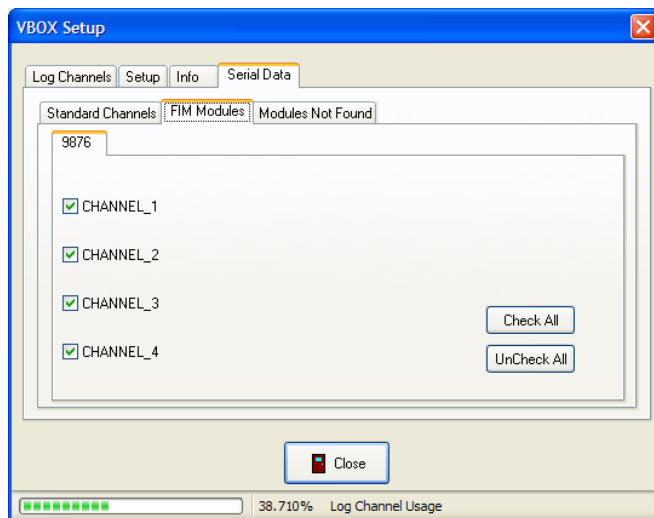 VBOX Setup
Log Channels Setup Info Serial Data
Standard Channels FIM Modules Modules Not Found
9876
CHANNEL_1
CHANNEL_2
CHANNEL_3
Check All
CHANNEL_4
UnCheck All
Close
38.710% Log Channel Usage